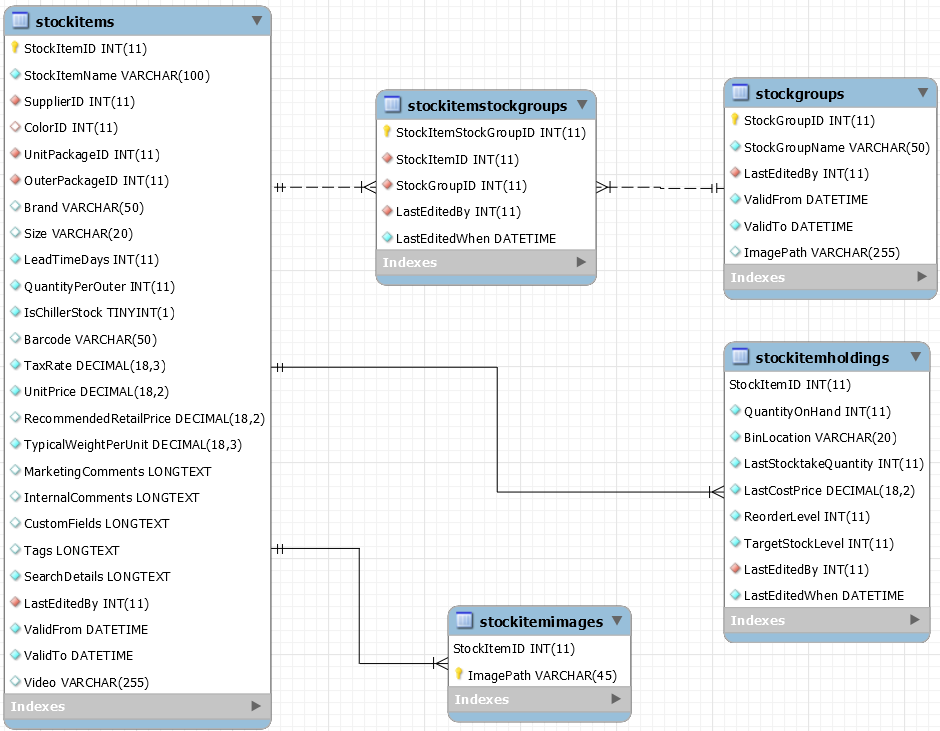 stockitems
StockItemID INT(11)
StockItemName VARCHAR(100)
SupplierID INT(11)
ColorID INT(11)
UnitPackageID INT(11)
OuterPackageID INT(11)
Brand VARCHAR(50)
Size VARCHAR(20)
LeadTimeDays INT(11)
QuantityPerOuter INT(11)
IsChillerStock TINYINT(1)
Barcode VARCHAR(50)
TaxRate DECIMAL(18,3)
UnitPrice DECIMAL(18,2)
RecommendedRetailPrice DECIMAL(18,2)
TypicalWeightPerUnit DECIMAL(18,3)
MarketingComments LONGTEXT
InternalComments LONGTEXT
CustomFields LONGTEXT
Tags LONGTEXT
SearchDetails LONGTEXT
LastEditedBy INT(11)
ValidFrom DATETIME
ValidTo DATETIME
Video VARCHAR(255)
Indexes
stockitemstockgroups
StockItemStockGroupID INT(11)
StockItemID INT(11)
StockGroupID INT(11)
LastEditedBy INT(11)
LastEditedWhen DATETIME
Indexes
stockgroups
StockGroupID INT(11)
StockGroupName VARCHAR(50)
LastEditedBy INT(11)
ValidFrom DATETIME
ValidTo DATETIME
ImagePath VARCHAR(255)
Indexes
stockitemholdings
StockItemID INT(11)
QuantityOnHand INT(11)
BinLocation VARCHAR(20)
LastStocktakeQuantity INT(11)
LastCostPrice DECIMAL(18,2)
ReorderLevel INT(11)
TargetStockLevel INT(11)
LastEditedBy INT(11)
LastEditedWhen DATETIME
Indexes
stockitemimages
StockItemID INT(11)
ImagePath VARCHAR(45)
Indexes